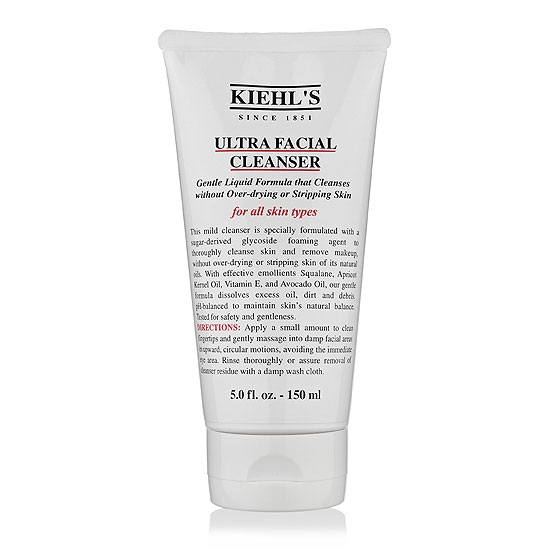 KIEHL'S
SINCE 1851
ULTRA FACIAL
CLEANSER
Gentle Liquid Formula that Cleanses
without Over-drying or Stripping Skin
for all skin types
This mild cleanser is specially formulated with a
sugar-derived glycoside foaming agent to
thoroughly cleanse skin and remove makeup,
without over-drying or stripping skin of its natural
oils. With effective emollients Squalane, Apricot
Kernel Oil, Vitamin E, and Avocado Oil, our gentle
formula dissolves excess oil, dirt and debris.
pH-balanced to maintain skin's natural balance.
Tested for safety and gentleness.
DIRECTIONS: Apply a small amount to clean
fingertips and gently massage into damp facial areas
in upward, circular motions, avoiding the immediate
eye area. Rinse thoroughly or assure removal of
cleanser residue with a damp wash cloth.
5.0 fl. oz. - 150 ml